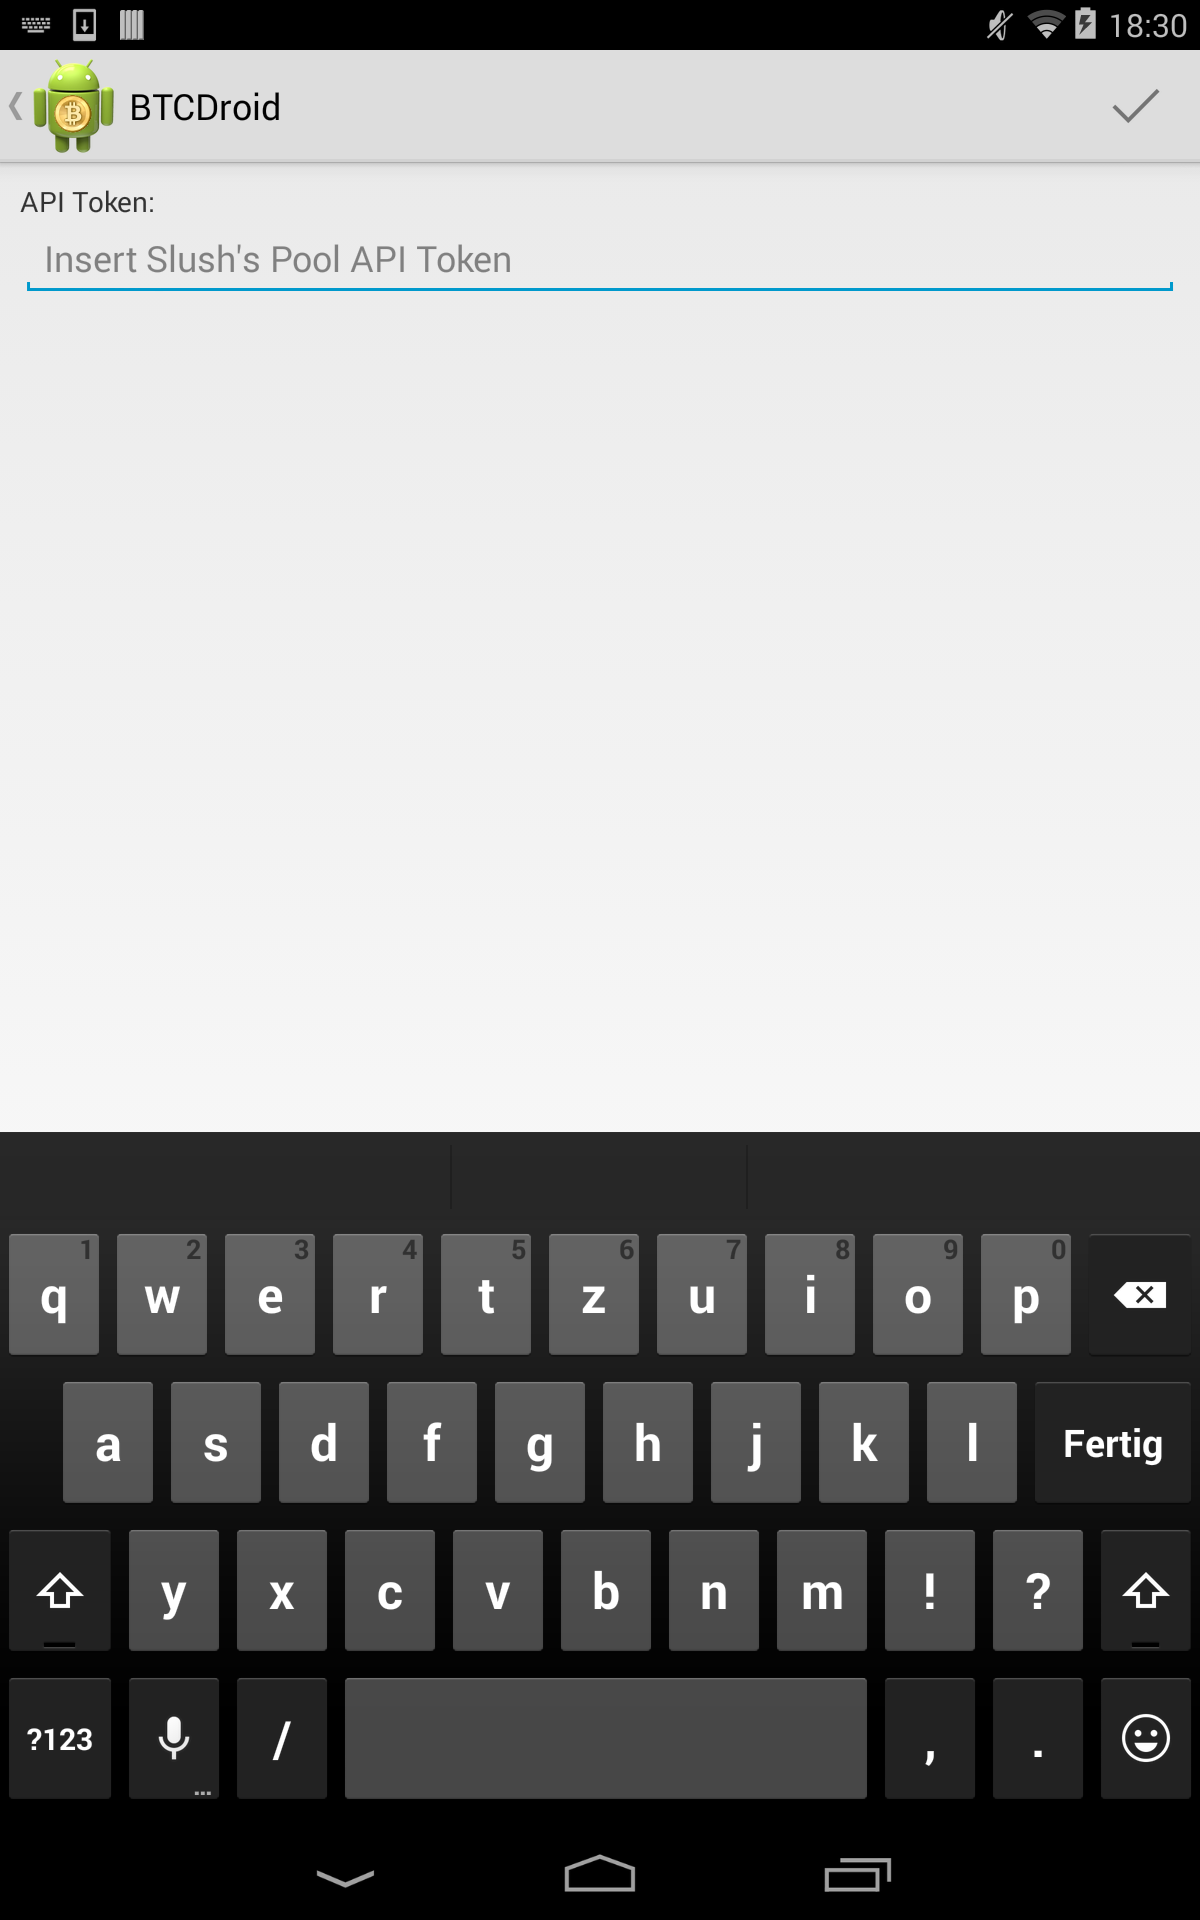 18:30
BTCDroid
API Token:
Insert Slush's Pool API Token
1 2 3 4 5 6 7 8 9 0
q w e r t z u i o p
a s d f g h j k l Fertig
y x c v b n m ! ?
?123 / , .